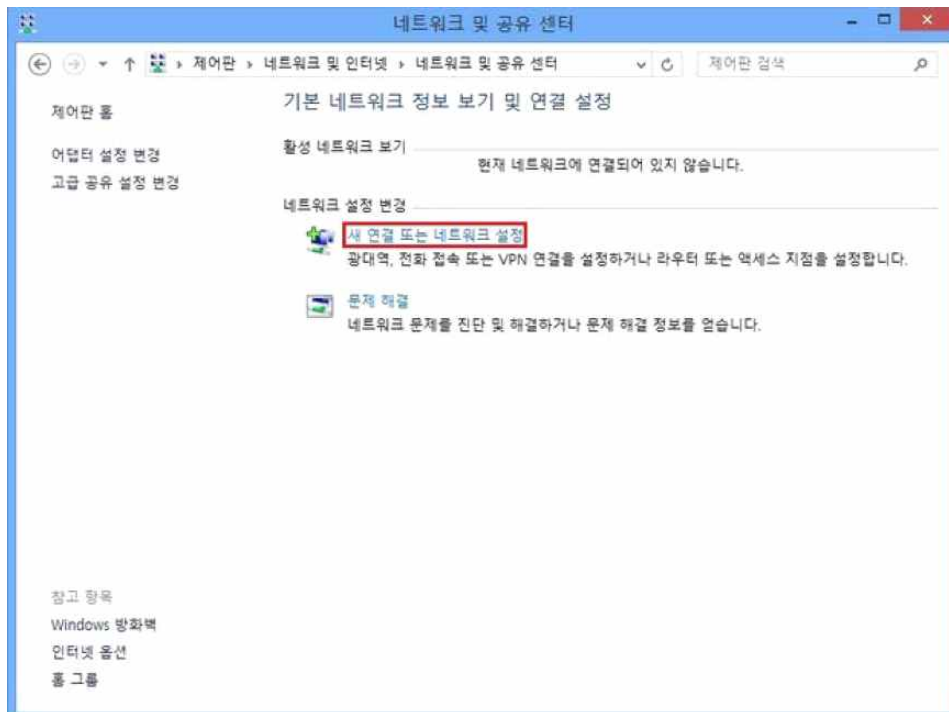 네트워크 및 공유 센터
제어판 네트워크 및 인터넷 네트워크 및 공유 센터 제어판 검색
제어판 홈
어댑터 설정 변경
고급 공유 설정 변경
기본 네트워크 정보 보기 및 연결 설정
활성 네트워크 보기
현재 네트워크에 연결되어 있지 않습니다.
네트워크 설정 변경
새 연결 또는 네트워크 설정
광대역, 전화 접속 또는 VPN 연결을 설정하거나 라우터 또는 액세스 지점을 설정합니다.
문제 해결
네트워크 문제를 진단 및 해결하거나 문제 해결 정보를 얻습니다.
참고 항목
Windows 방화벽
인터넷 옵션
홈 그룹